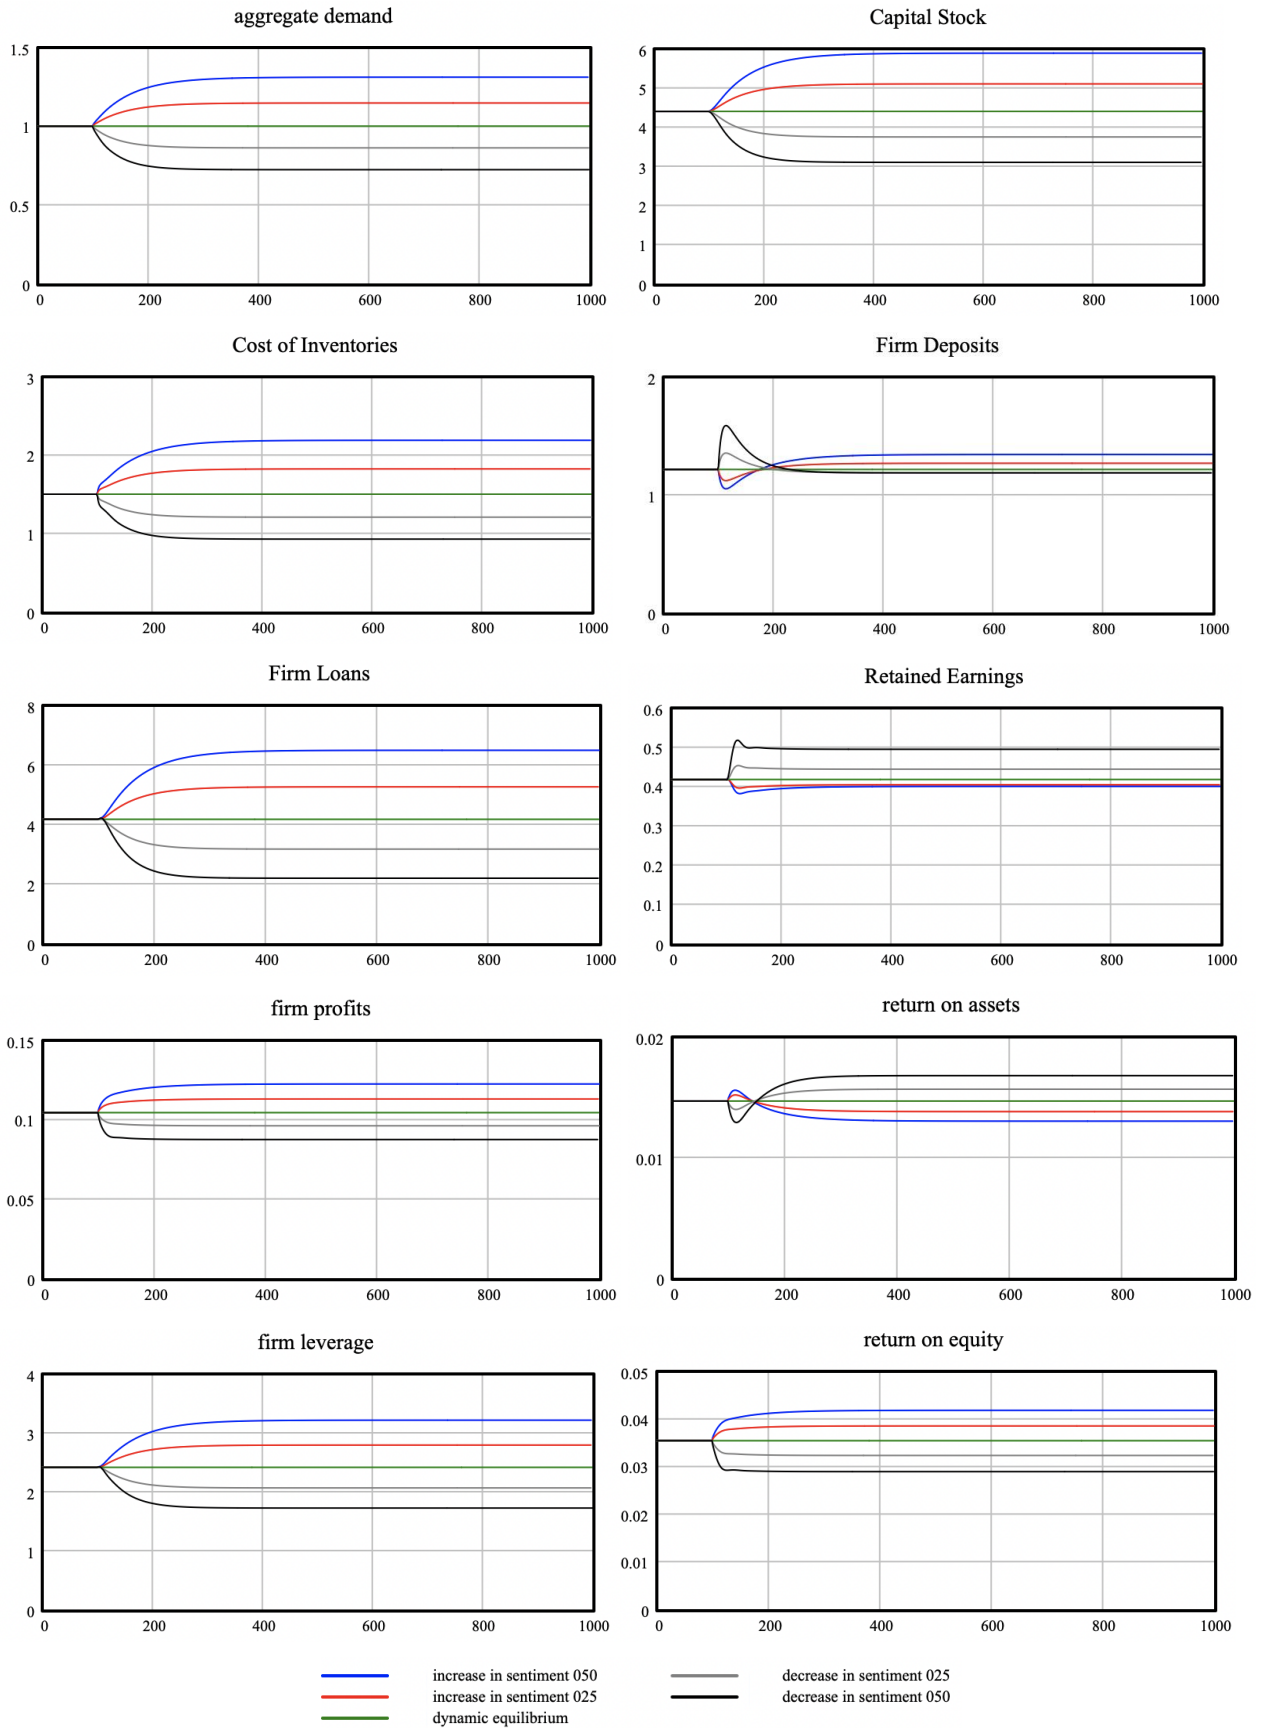 aggregate demand
1.5
1
0.5
0
0 200 400 600 800 1000
Capital Stock
6
5
4
3
2
1
0
0 200 400 600 800 1000
Cost of Inventories
3
2
1
0
0 200 400 600 800 1000
Firm Deposits
2
1
0
0 200 400 600 800 1000
Firm Loans
8
6
4
2
0
0 200 400 600 800 1000
Retained Earnings
0.6
0.5
0.4
0.3
0.2
0.1
0
0 200 400 600 800 1000
firm profits
0.15
0.1
0.05
0
0 200 400 600 800 1000
return on assets
0.02
0.01
0
0 200 400 600 800 1000
firm leverage
4
3
2
1
0
0 200 400 600 800 1000
return on equity
0.05
0.04
0.03
0.02
0.01
0
0 200 400 600 800 1000
increase in sentiment 050
increase in sentiment 025
dynamic equilibrium
decrease in sentiment 025
decrease in sentiment 050